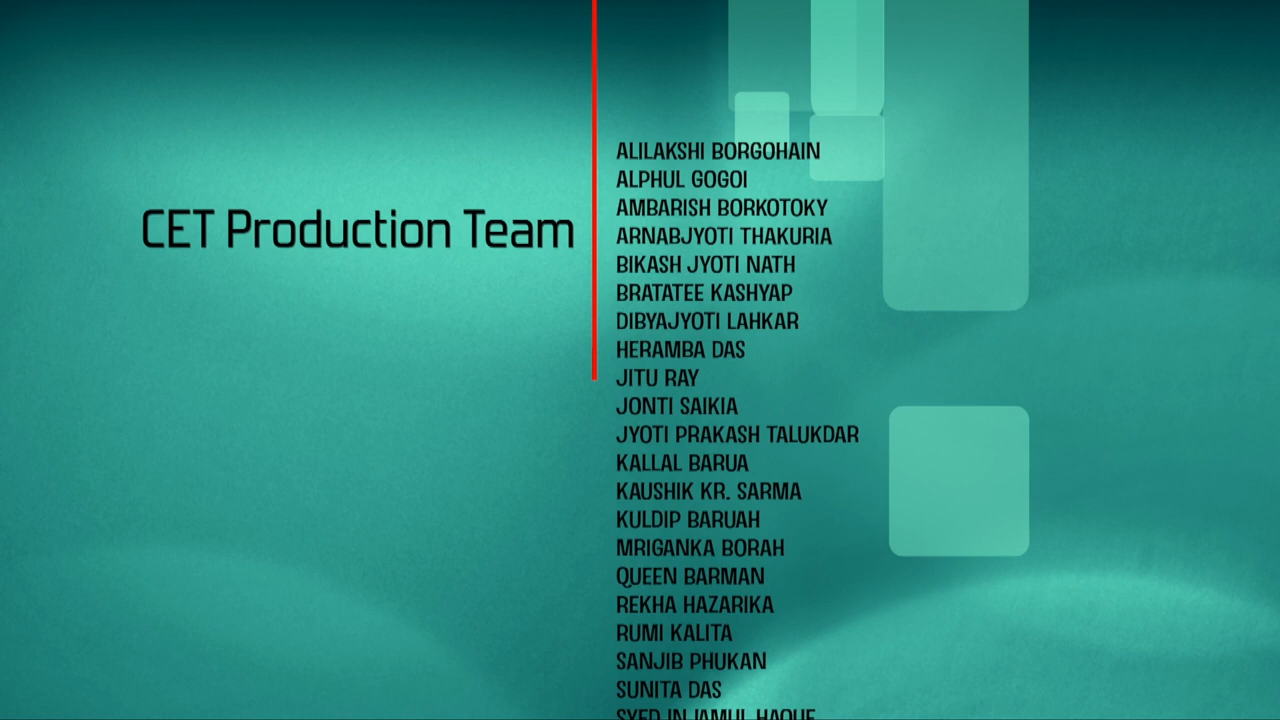 CET Production Team
ALILAKSHI BORGOHAIN
ALPHUL GOGOI
AMBARISH BORKOTOKY
ARNABJYOTI THAKURIA
BIKASH JYOTI NATH
BRATATEE KASHYAP
DIBYAJYOTI LAHKAR
HERAMBA DAS
JITU RAY
JONTI SAIKIA
JYOTI PRAKASH TALUKDAR
KALLAL BARUA
KAUSHIK KR. SARMA
KULDIP BARUAH
MRIGANKA BORAH
QUEEN BARMAN
REKHA HAZARIKA
RUMI KALITA
SANJIB PHUKAN
SUNITA DAS
SYED